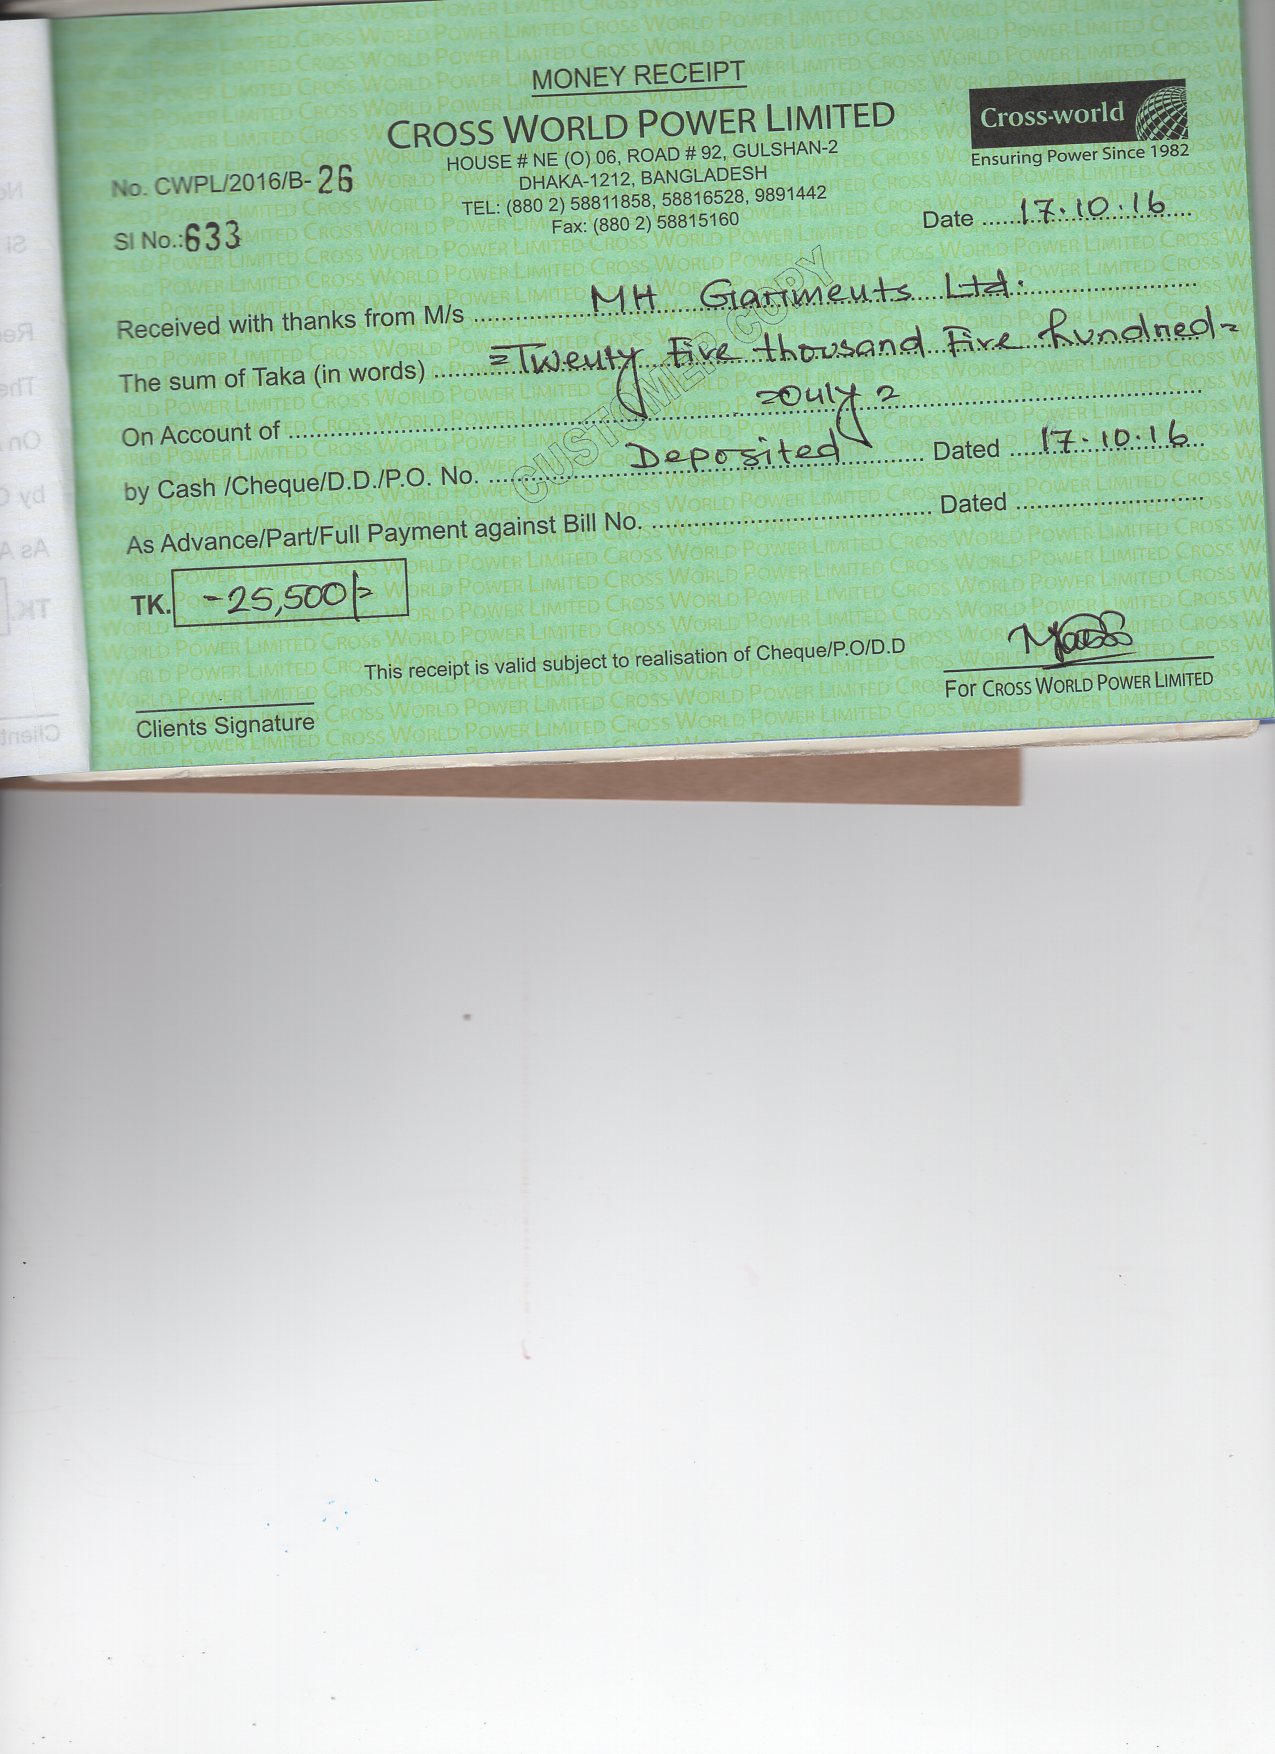 MONEY RECEIPT
CROSS WORLD POWER LIMITED
HOUSE # NE (O) 06, ROAD # 92, GULSHAN-2
DHAKA-1212, BANGLADESH
TEL: (880 2) 58811858, 58816528, 9891442
Fax: (880 2) 58815160
Cross-world
Ensuring Power Since 1982
No. CWPL/2016/B- 26
SI No.: 633
Date 17.10.16
Received with thanks from M/s MH Garments Ltd.
The sum of Taka (in words) =Twenty Five thousand Five hundred=
On Account of =Only=
by Cash /Cheque/D.D./P.O. No. Deposited Dated 17.10.16
As Advance/Part/Full Payment against Bill No. Dated
CUSTOMER COPY
TK. -25,500/=
This receipt is valid subject to realisation of Cheque/P.O/D.D
For CROSS WORLD POWER LIMITED
Clients Signature